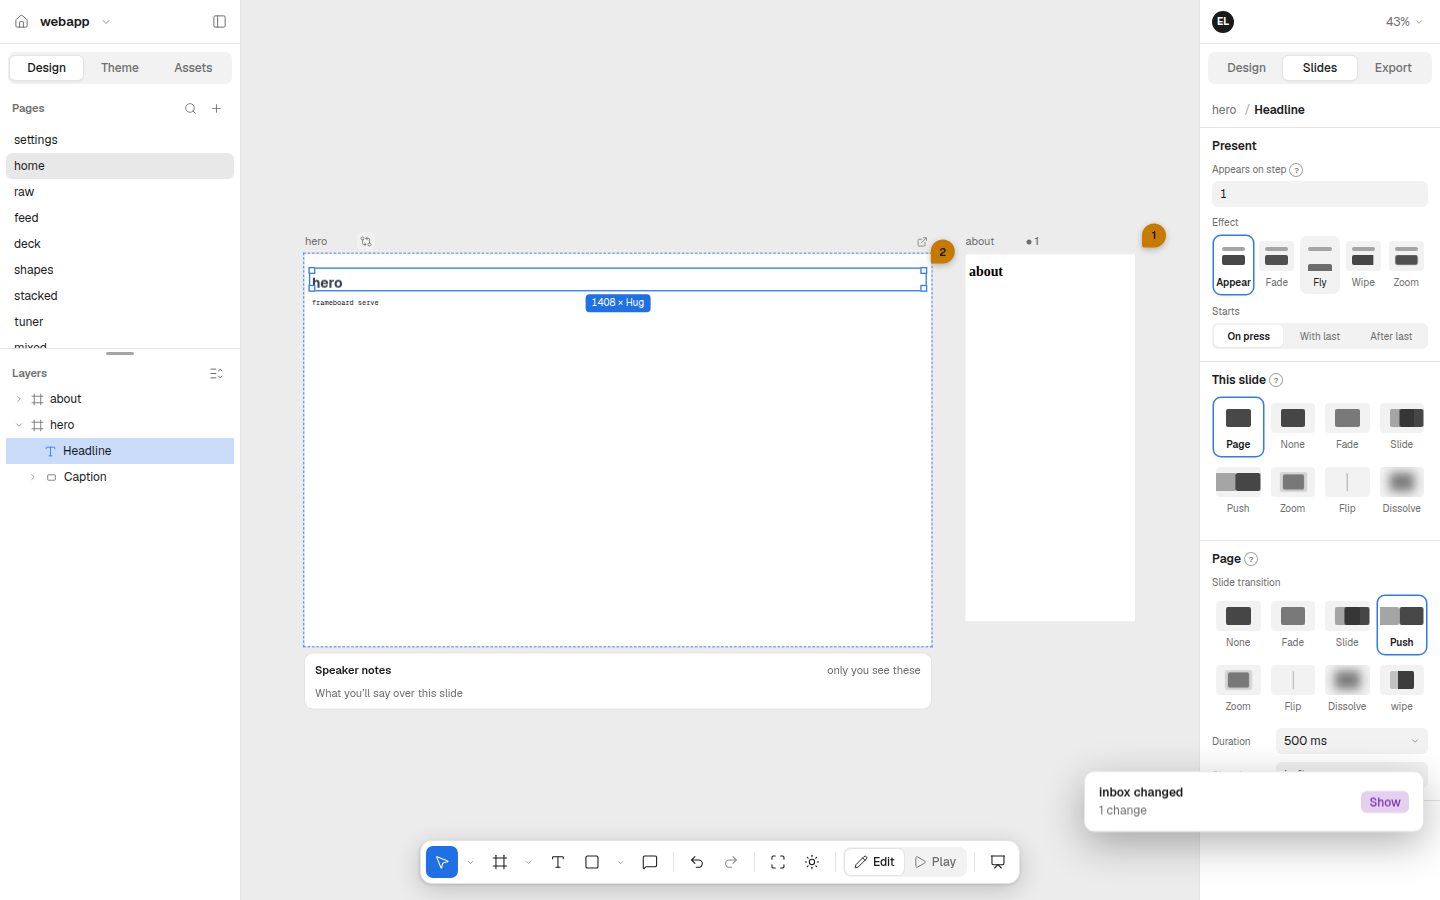 webapp
Design
Theme
Assets
Pages
settings
home
raw
feed
deck
shapes
stacked
tuner
mixed
Layers
about
hero
Headline
Caption
hero
2
about
1
1
hero
frameboard serve
1408 × Hug
about
Speaker notes
only you see these
What you'll say over this slide
Edit
Play
EL
43%
Design
Slides
Export
hero / Headline
Present
Appears on step ?
1
Effect
Appear
Fade
Fly
Wipe
Zoom
Starts
On press
With last
After last
This slide ?
Page
None
Fade
Slide
Push
Zoom
Flip
Dissolve
Page ?
Slide transition
None
Fade
Slide
Push
Zoom
Flip
Dissolve
wipe
Duration
500 ms
inbox changed
1 change
Show